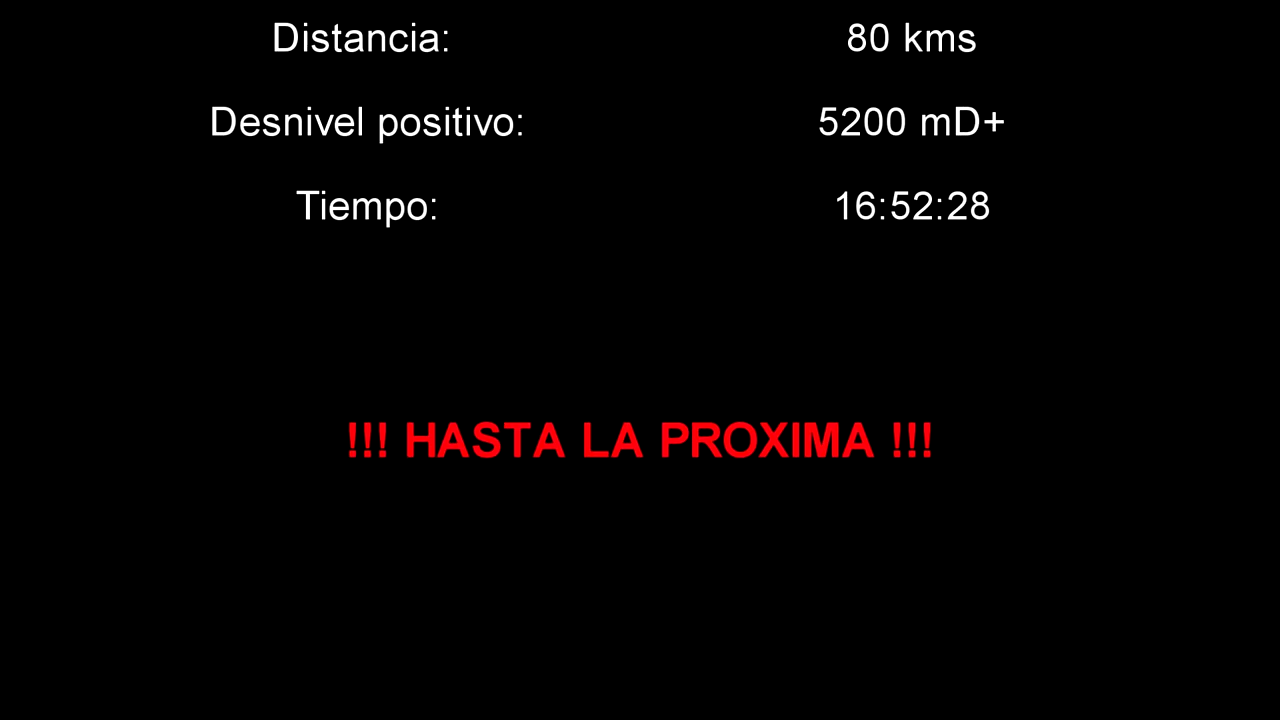 Distancia: 80 kms
Desnivel positivo: 5200 mD+
Tiempo: 16:52:28
!!! HASTA LA PROXIMA !!!